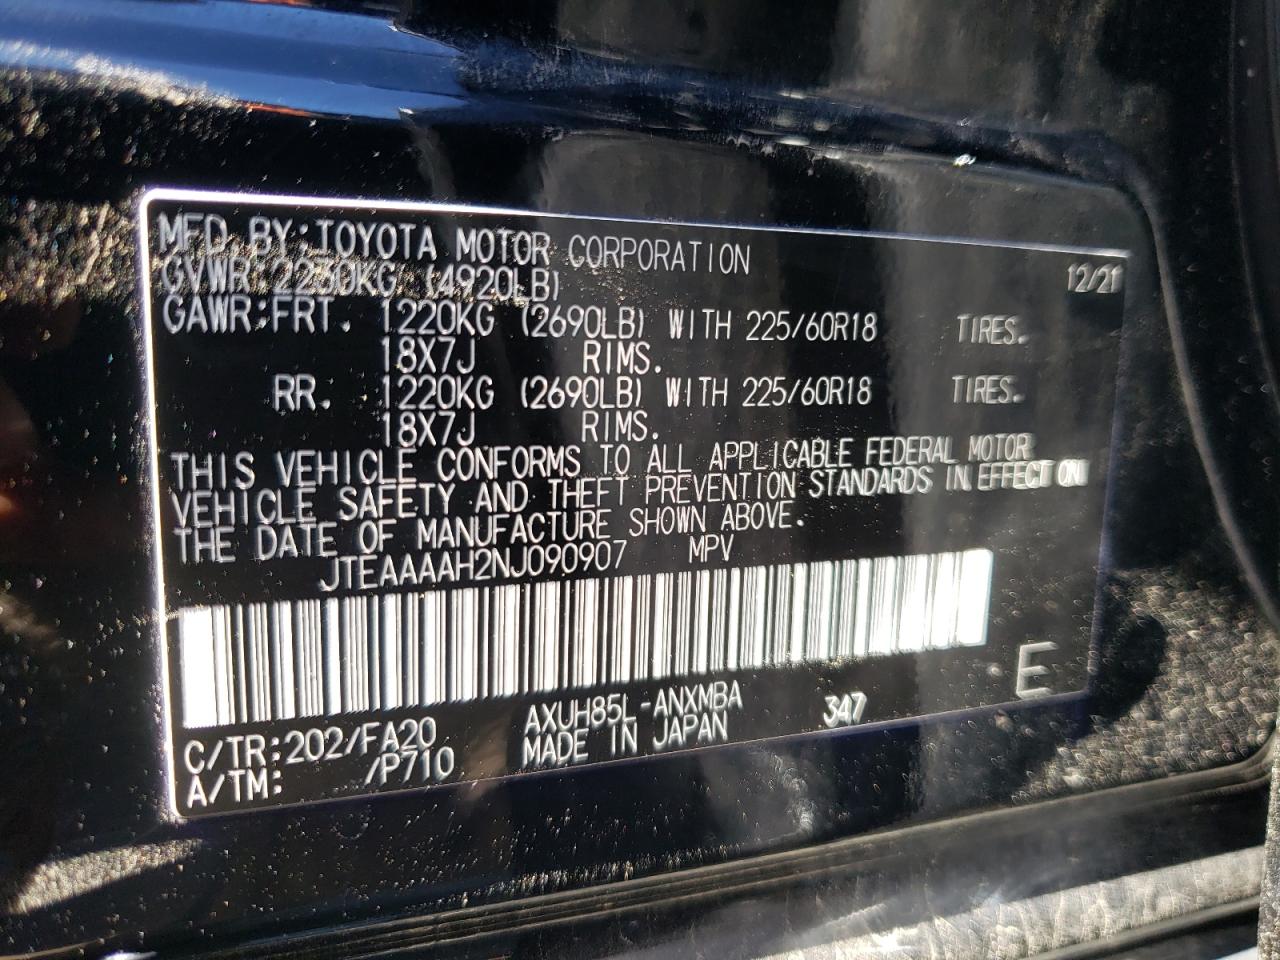 MFD. BY: TOYOTA MOTOR CORPORATION 12/21
GVWR: 2230KG (4920LB)
GAWR: FRT. 1220KG (2690LB) WITH 225/60R18 TIRES.
18X7J RIMS.
RR. 1220KG (2690LB) WITH 225/60R18 TIRES.
18X7J RIMS.
THIS VEHICLE CONFORMS TO ALL APPLICABLE FEDERAL MOTOR
VEHICLE SAFETY AND THEFT PREVENTION STANDARDS IN EFFECT ON
THE DATE OF MANUFACTURE SHOWN ABOVE.
JTEAAAAH2NJ090907 MPV
E
C/TR: 202/FA20 AXUH85L-ANXMBA 347
A/TM: /P710 MADE IN JAPAN